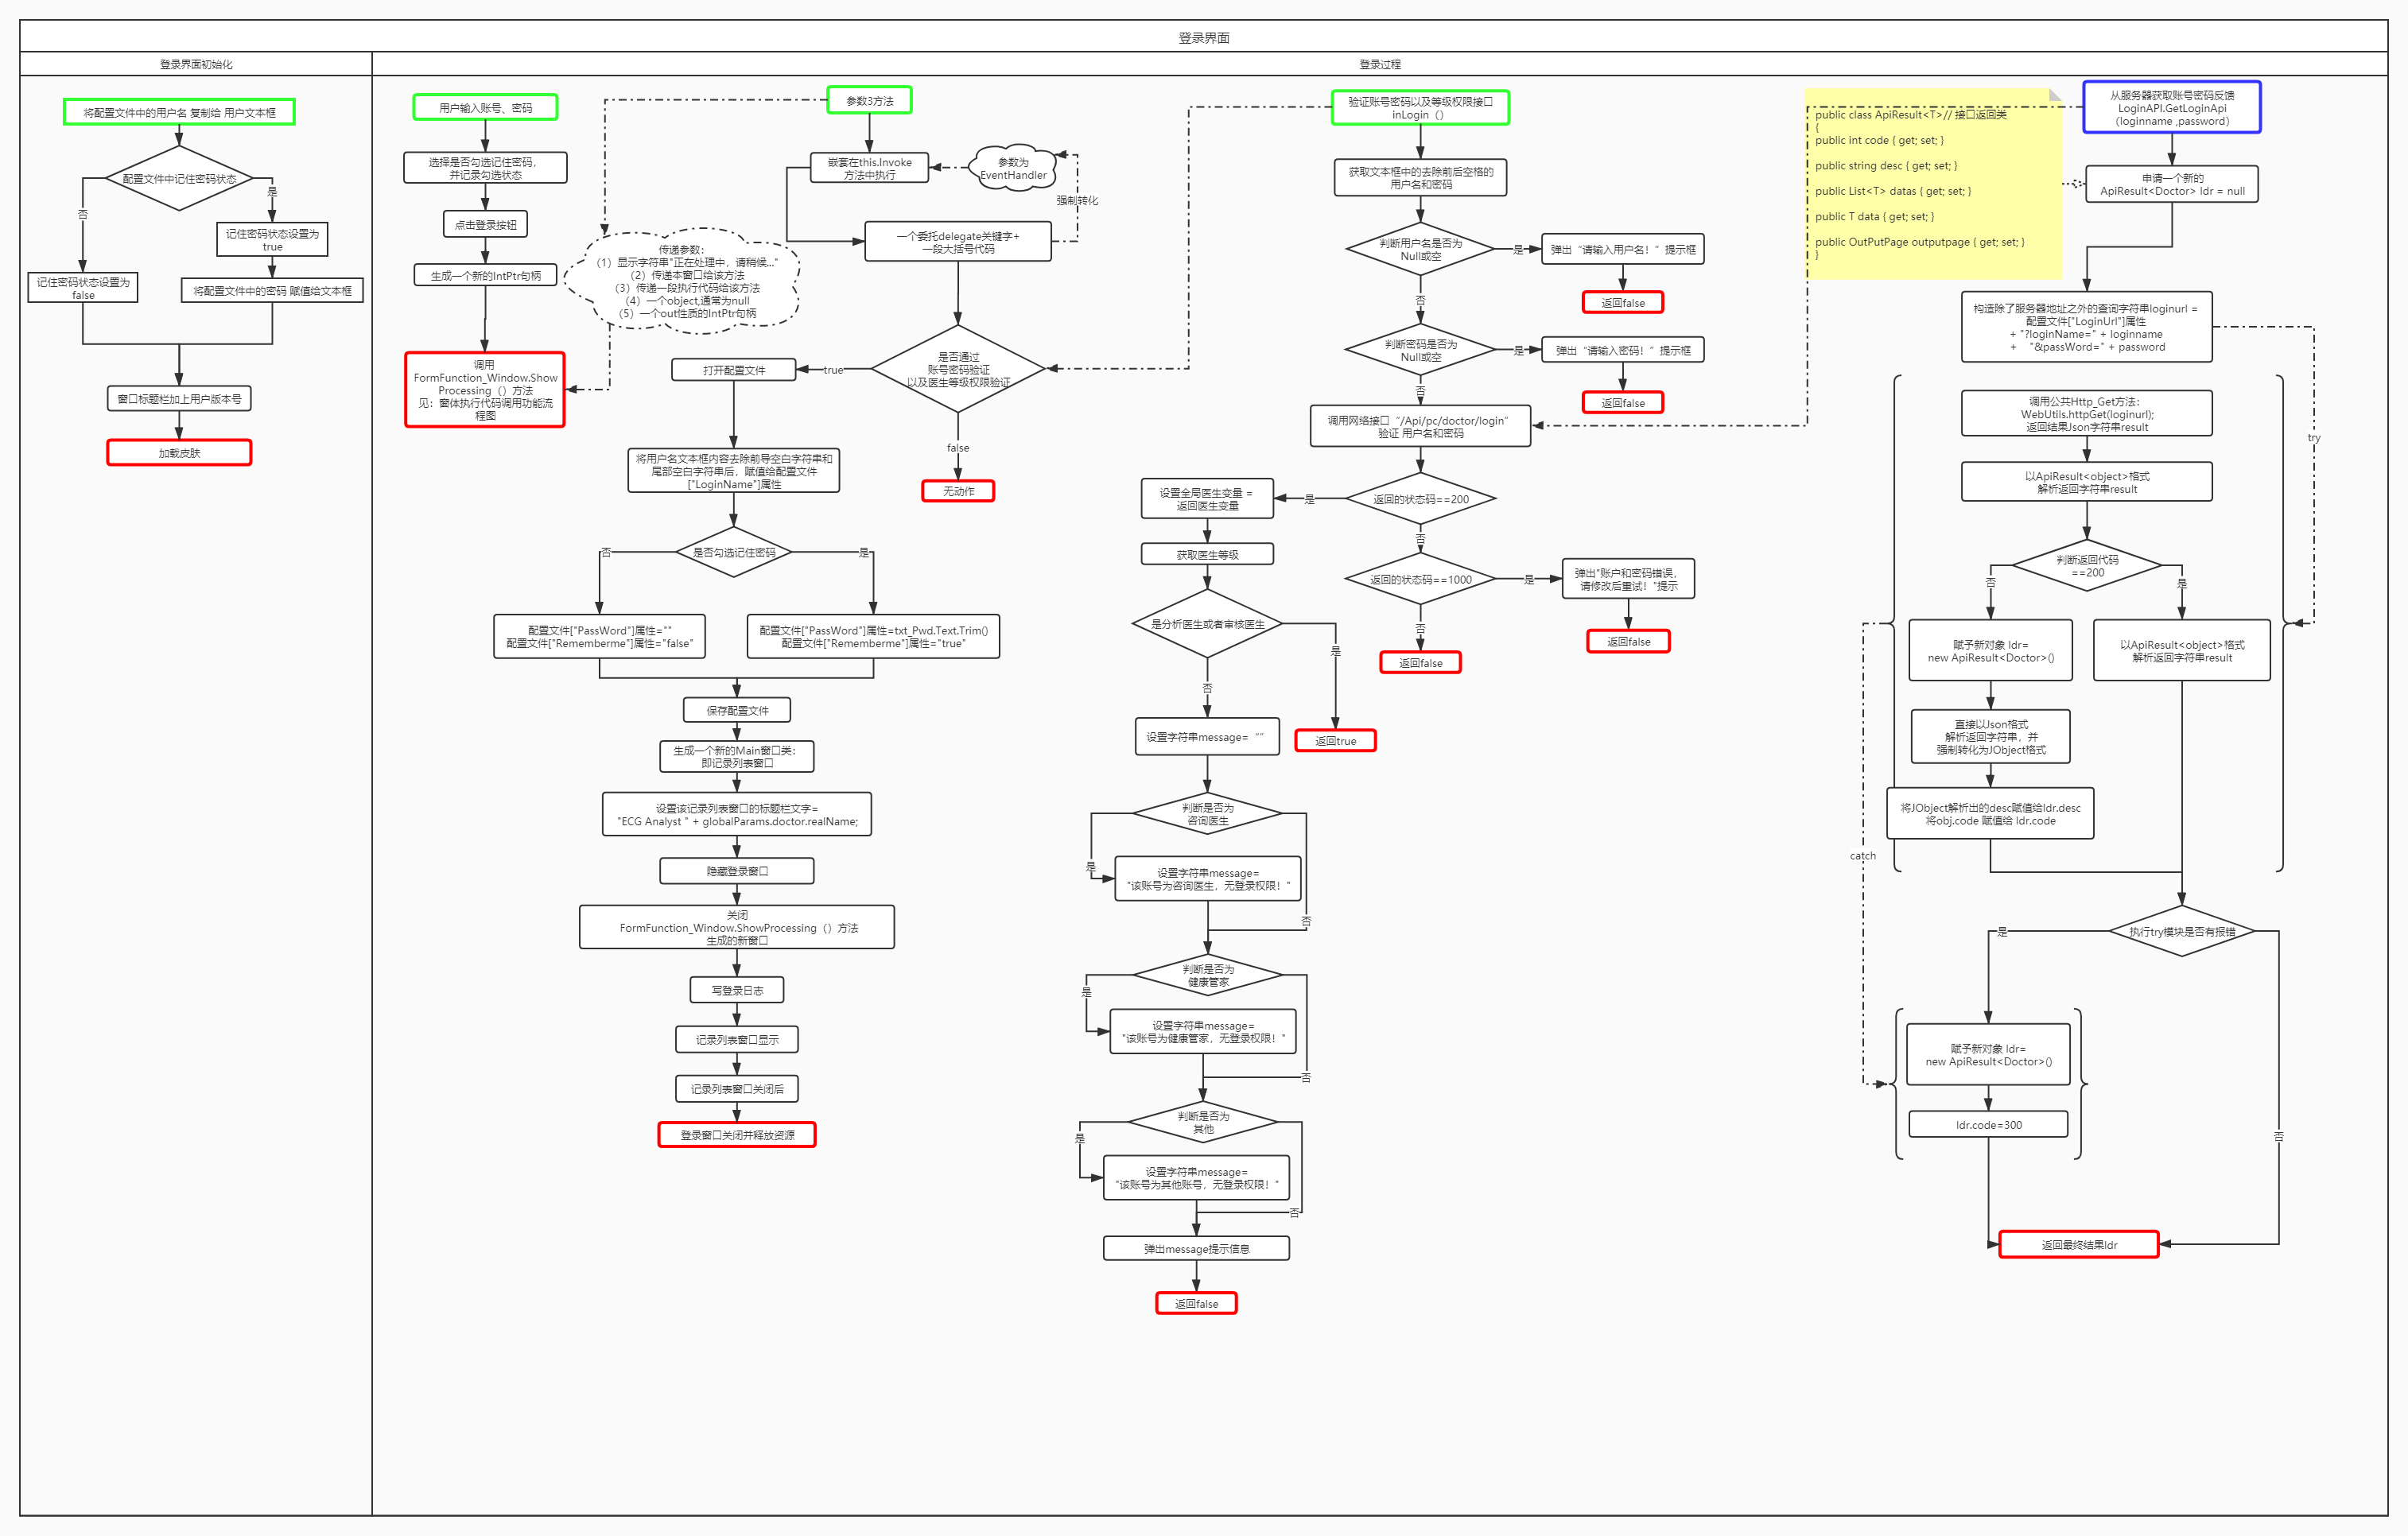 登录界面
登录界面初始化
登录过程
将配置文件中的用户名 复制给 用户文本框
配置文件中记住密码状态
否
是
记住密码状态设置为
true
记住密码状态设置为
false
将配置文件中的密码 赋值给文本框
窗口标题栏加上用户版本号
加载皮肤
用户输入账号、密码
选择是否勾选记住密码，
并记录勾选状态
点击登录按钮
生成一个新的IntPtr句柄
调用
FormFunction_Window.Show
Processing（）方法
见：窗体执行代码调用功能流
程图
传递参数：
（1）显示字符串"正在处理中，请稍候..."
（2）传递本窗口给该方法
（3）传递一段执行代码给该方法
（4）一个object,通常为null
（5）一个out性质的IntPtr句柄
参数3方法
嵌套在this.Invoke
方法中执行
参数为
EventHandler
强制转化
一个委托delegate关键字+
一段大括号代码
是否通过
账号密码验证
以及医生等级权限验证
true
false
无动作
打开配置文件
将用户名文本框内容去除前导空白字符串和
尾部空白字符串后，赋值给配置文件
["LoginName"]属性
是否勾选记住密码
否
是
配置文件["PassWord"]属性=""
配置文件["Rememberme"]属性="false"
配置文件["PassWord"]属性=txt_Pwd.Text.Trim()
配置文件["Rememberme"]属性="true"
保存配置文件
生成一个新的Main窗口类：
即记录列表窗口
设置该记录列表窗口的标题栏文字=
"ECG Analyst " + globalParams.doctor.realName;
隐藏登录窗口
关闭
FormFunction_Window.ShowProcessing（）方法
生成的新窗口
写登录日志
记录列表窗口显示
记录列表窗口关闭后
登录窗口关闭并释放资源
验证账号密码以及等级权限接口
inLogin（）
获取文本框中的去除前后空格的
用户名和密码
判断用户名是否为
Null或空
是
弹出“请输入用户名！”提示框
返回false
否
判断密码是否为
Null或空
是
弹出“请输入密码！”提示框
返回false
否
调用网络接口“/Api/pc/doctor/login”
验证 用户名和密码
返回的状态码==200
是
否
返回的状态码==1000
是
弹出"账户和密码错误，
请修改后重试！"提示
返回false
否
返回false
设置全局医生变量 =
返回医生变量
获取医生等级
是分析医生或者审核医生
是
返回true
否
设置字符串message=“”
判断是否为
咨询医生
是
设置字符串message=
"该账号为咨询医生，无登录权限！"
否
判断是否为
健康管家
是
设置字符串message=
"该账号为健康管家，无登录权限！"
否
判断是否为
其他
是
设置字符串message=
"该账号为其他账号，无登录权限！"
否
弹出message提示信息
返回false
public class ApiResult<T>// 接口返回类
{
public int code { get; set; }
public string desc { get; set; }
public List<T> datas { get; set; }
public T data { get; set; }
public OutPutPage outputpage { get; set; }
}
从服务器获取账号密码反馈
LoginAPI.GetLoginApi
（loginname ,password）
申请一个新的
ApiResult<Doctor> ldr = null
构造除了服务器地址之外的查询字符串loginurl =
配置文件["LoginUrl"]属性
+ "?loginName=" + loginname
+ "&passWord=" + password
try
调用公共Http_Get方法：
WebUtils.httpGet(loginurl);
返回结果Json字符串result
以ApiResult<object>格式
解析返回字符串result
判断返回代码
==200
否
是
赋予新对象 ldr=
new ApiResult<Doctor>()
以ApiResult<object>格式
解析返回字符串result
直接以Json格式
解析返回字符串，并
强制转化为JObject格式
将JObject解析出的desc赋值给ldr.desc
将obj.code 赋值给 ldr.code
catch
执行try模块是否有报错
是
否
赋予新对象 ldr=
new ApiResult<Doctor>()
ldr.code=300
返回最终结果ldr